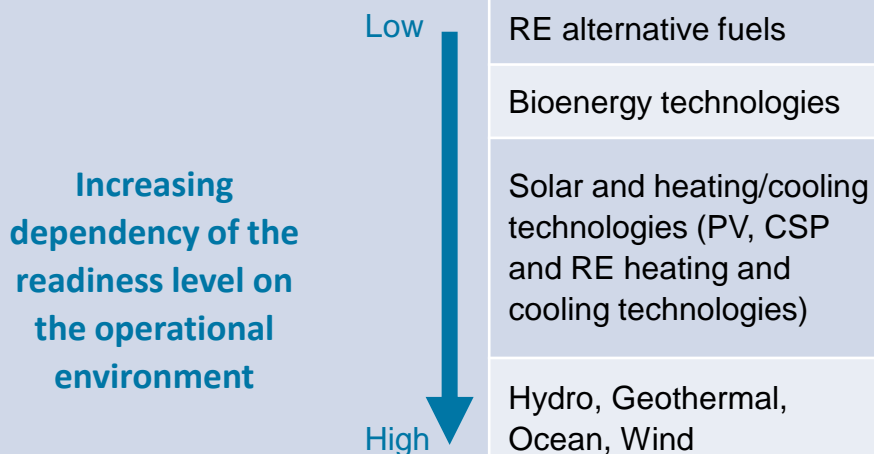 Increasing
dependency of the
readiness level on
the operational
environment
Low
High
RE alternative fuels
Bioenergy technologies
Solar and heating/cooling
technologies (PV, CSP
and RE heating and
cooling technologies)
Hydro, Geothermal,
Ocean, Wind